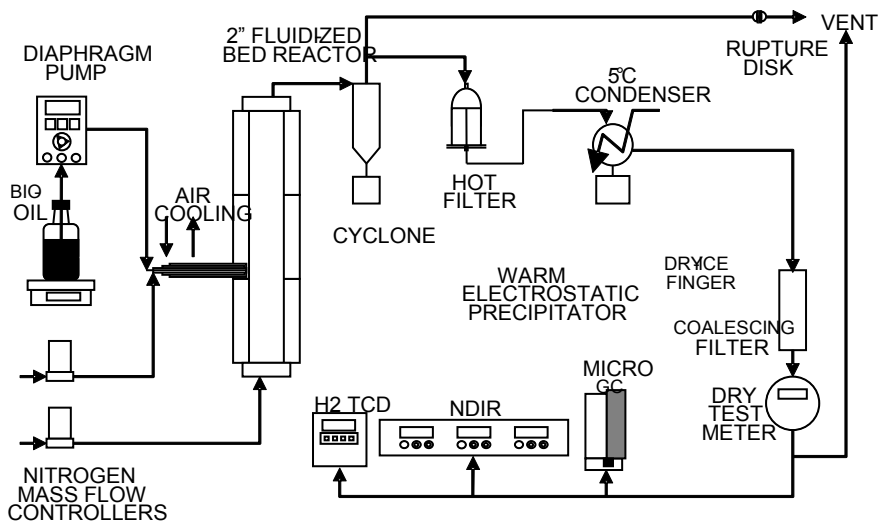 DIAPHRAGM
PUMP
2" FLUIDIZED
BED REACTOR
VENT
RUPTURE
DISK
5°C
CONDENSER
BIO
OIL
AIR
COOLING
HOT
FILTER
CYCLONE
WARM
ELECTROSTATIC
PRECIPITATOR
DRY ICE
FINGER
COALESCING
FILTER
MICRO
GC
H2 TCD
NDIR
DRY
TEST
METER
NITROGEN
MASS FLOW
CONTROLLERS